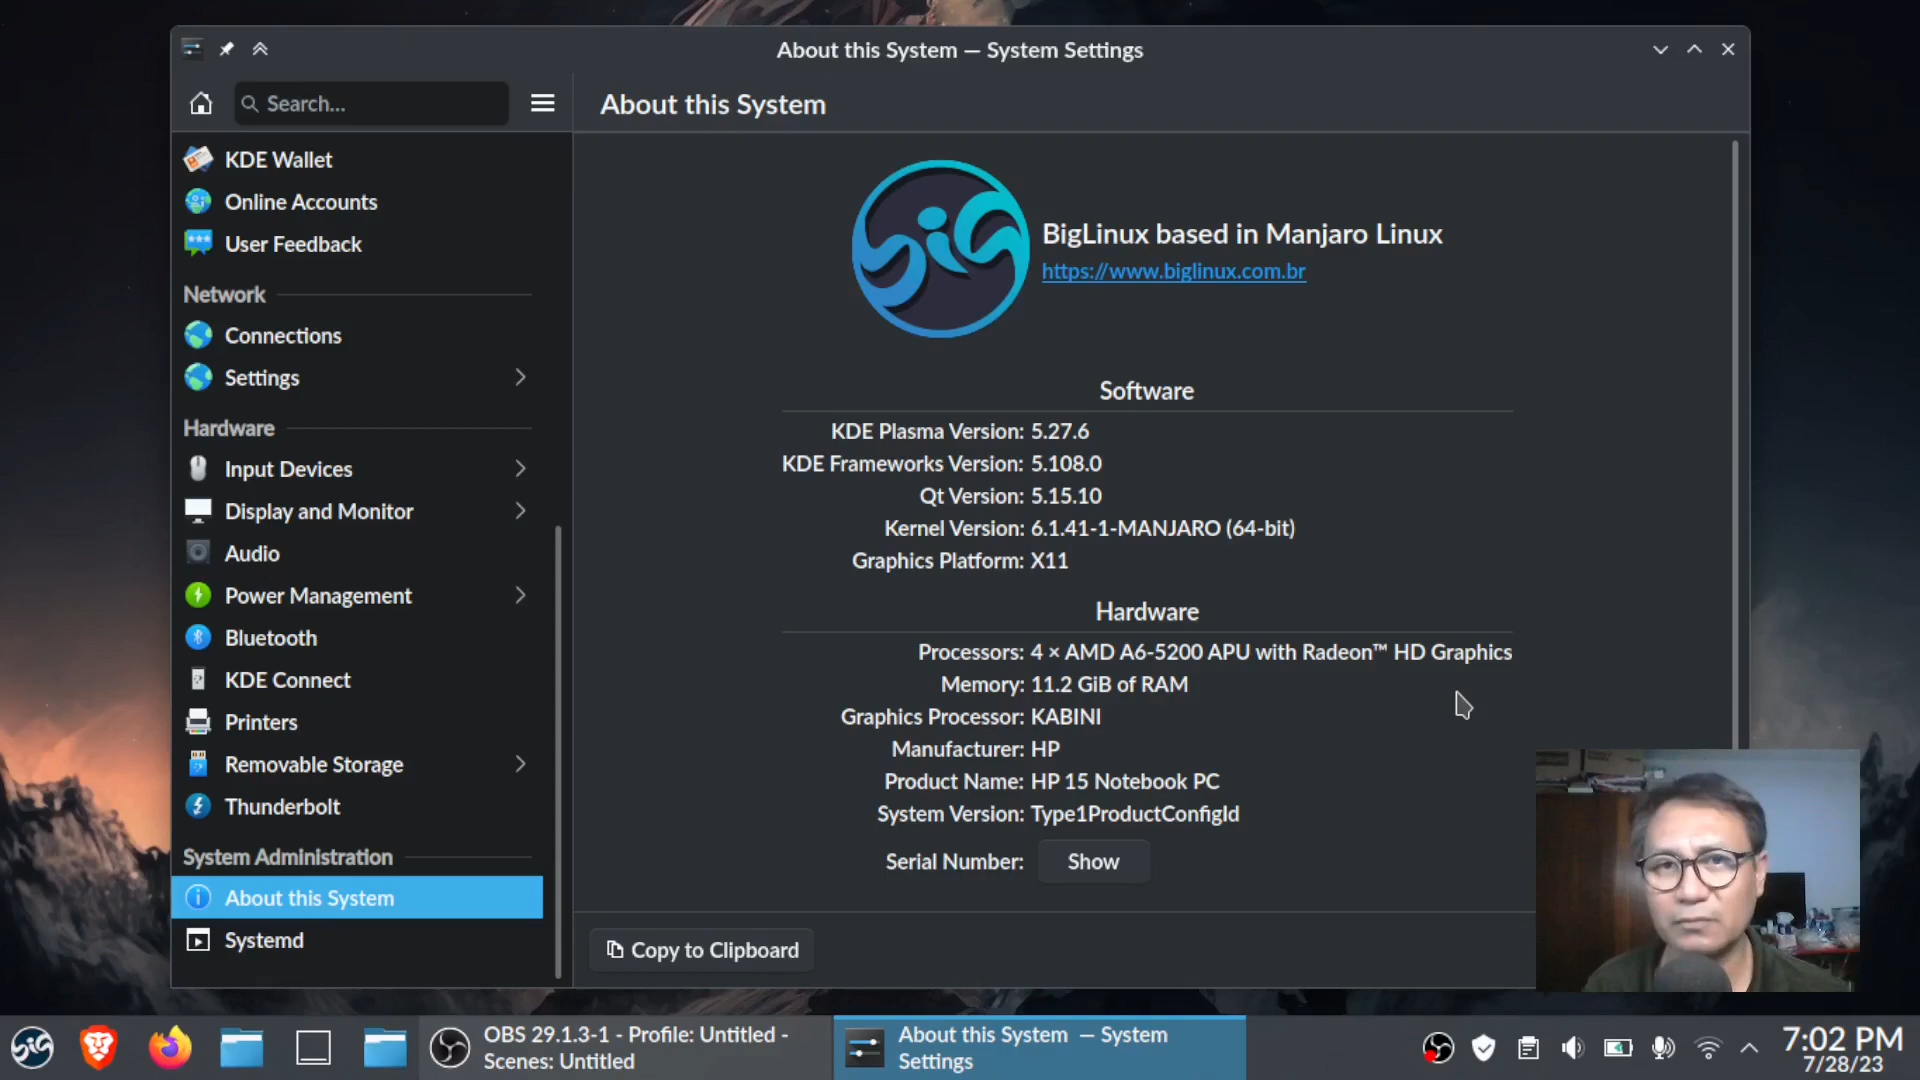 About this System — System Settings
Search...
About this System
KDE Wallet
Online Accounts
User Feedback
Network
Connections
Settings
Hardware
Input Devices
Display and Monitor
Audio
Power Management
Bluetooth
KDE Connect
Printers
Removable Storage
Thunderbolt
System Administration
About this System
Systemd
big
BigLinux based in Manjaro Linux
https://www.biglinux.com.br
Software
KDE Plasma Version: 5.27.6
KDE Frameworks Version: 5.108.0
Qt Version: 5.15.10
Kernel Version: 6.1.41-1-MANJARO (64-bit)
Graphics Platform: X11
Hardware
Processors: 4 × AMD A6-5200 APU with Radeon™ HD Graphics
Memory: 11.2 GiB of RAM
Graphics Processor: KABINI
Manufacturer: HP
Product Name: HP 15 Notebook PC
System Version: Type1ProductConfigId
Serial Number: Show
Copy to Clipboard
big
OBS 29.1.3-1 - Profile: Untitled -
Scenes: Untitled
About this System — System
Settings
7:02 PM
7/28/23